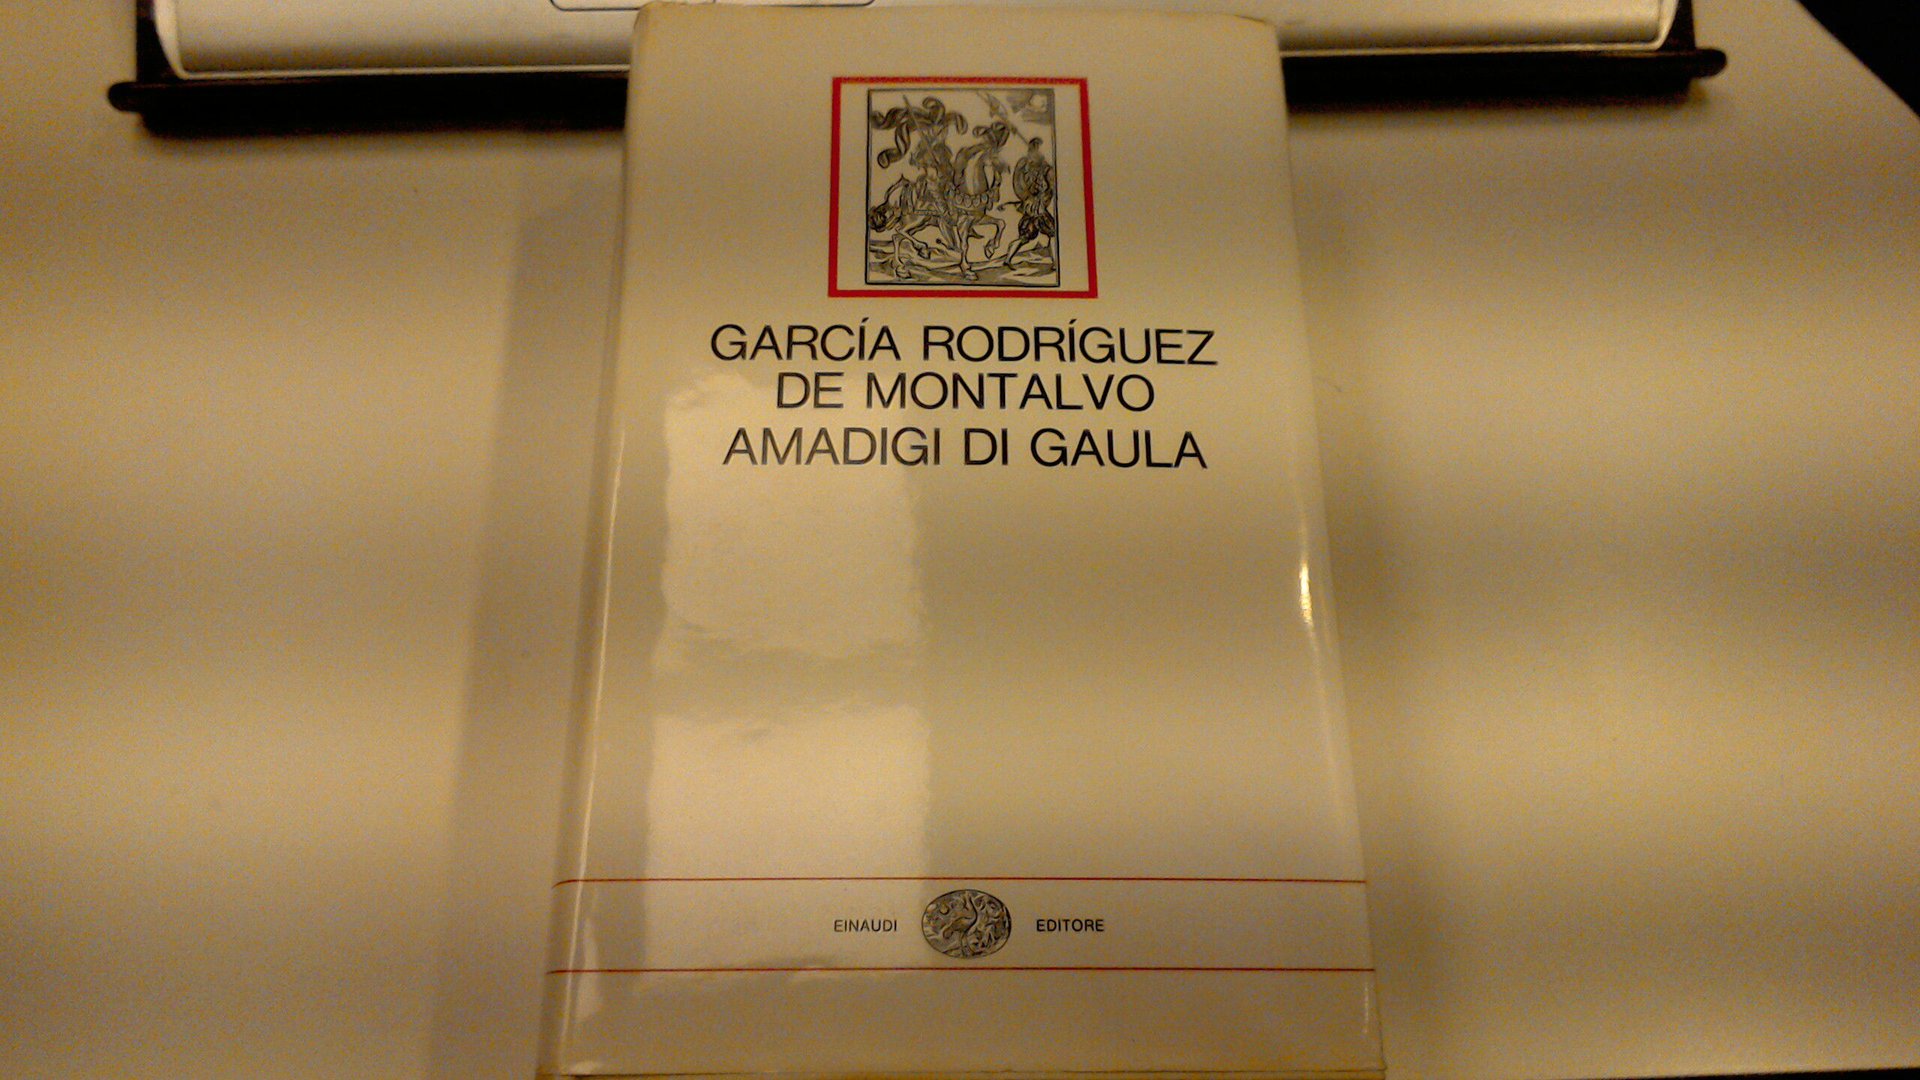 GARCÍA RODRÍGUEZ
DE MONTALVO
AMADIGI DI GAULA
EINAUDI EDITORE